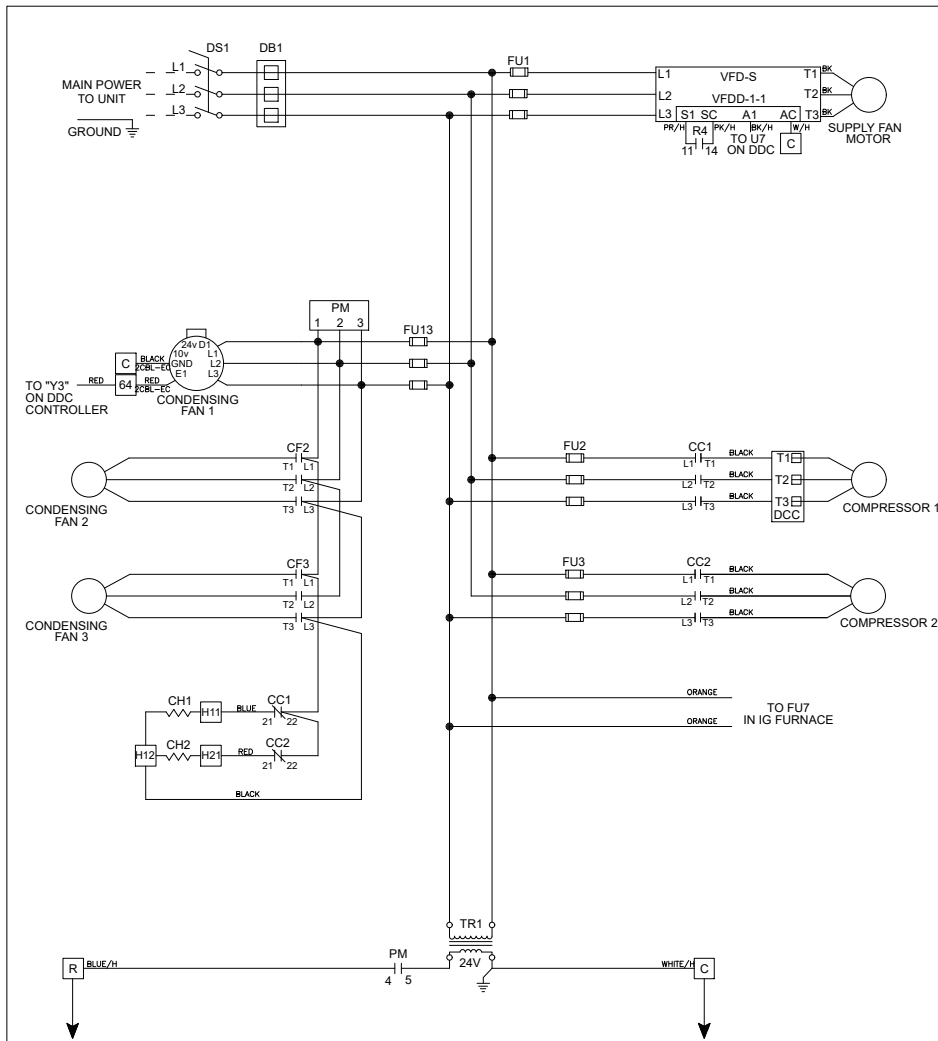 DS1 DB1
FU1
L1
L2
L3
MAIN POWER
TO UNIT
GROUND
L1 VFD-S T1 BK
L2 VFDD-1-1 T2 BK
L3 S1 SC A1 AC T3 BK
PR/H R4 PK/H BK/H W/H
11 14
TO U7
ON DDC
C
SUPPLY FAN
MOTOR
PM
1 2 3
FU13
24v D1
10v L1
GND L2
E1 L3
C BLACK
2CBL-EC
RED 64 RED
2CBL-EC
TO "Y3"
ON DDC
CONTROLLER
CONDENSING
FAN 1
CF2
T1 L1
T2 L2
T3 L3
CONDENSING
FAN 2
FU2 CC1
L1 T1 BLACK T1
L2 T2 BLACK T2
L3 T3 BLACK T3
DCC
COMPRESSOR 1
CF3
T1 L1
T2 L2
T3 L3
CONDENSING
FAN 3
FU3 CC2
L1 T1 BLACK
L2 T2 BLACK
L3 T3 BLACK
COMPRESSOR 2
ORANGE
ORANGE
TO FU7
IN IG FURNACE
CH1 H11 BLUE CC1
21 22
H12 CH2 H21 RED CC2
21 22
BLACK
TR1
24V
R BLUE/H PM
4 5
WHITE/H C